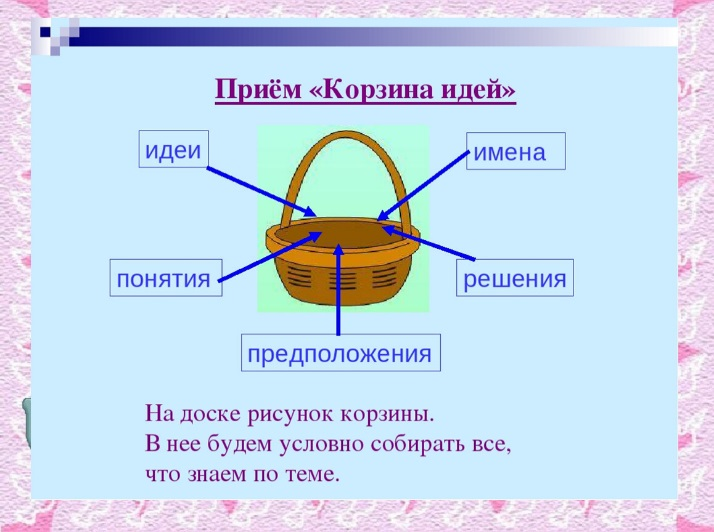 Приём «Корзина идей»
идеи
имена
понятия
решения
предположения
На доске рисунок корзины.
В нее будем условно собирать все,
что знаем по теме.